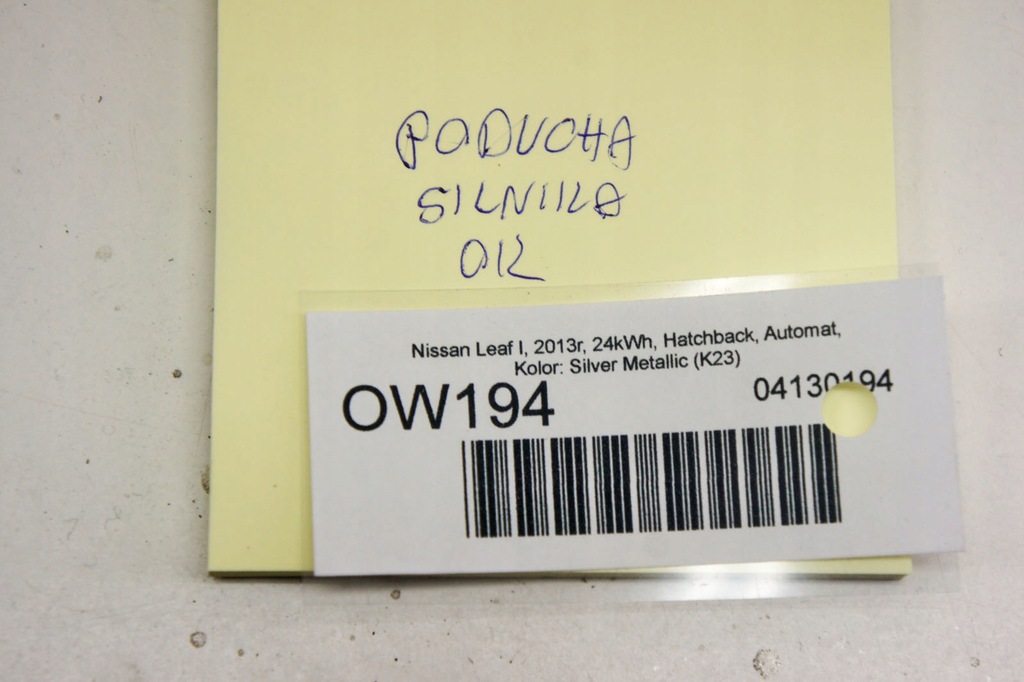 PODUCHA
SILNIKA
OK
Nissan Leaf I, 2013r, 24kWh, Hatchback, Automat,
Kolor: Silver Metallic (K23)
OW194
04130194